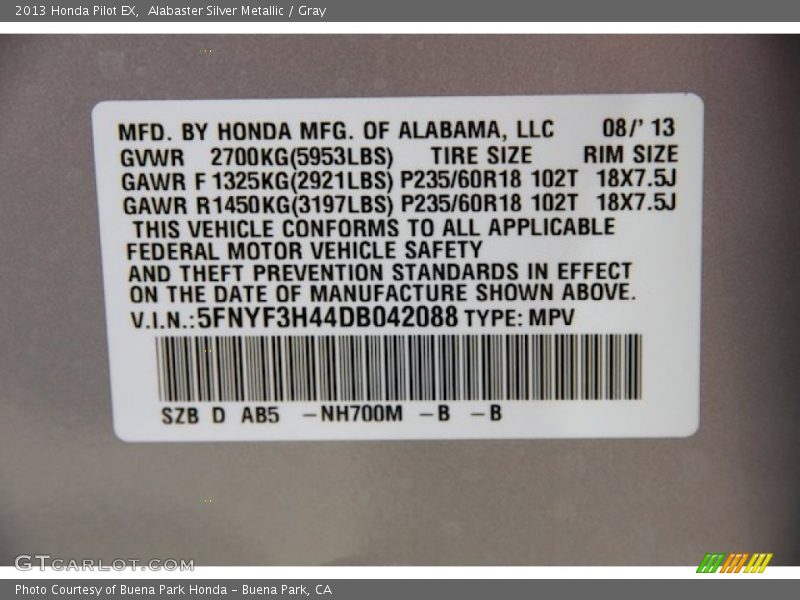 2013 Honda Pilot EX, Alabaster Silver Metallic / Gray
MFD. BY HONDA MFG. OF ALABAMA, LLC 08/' 13
GVWR 2700KG(5953LBS) TIRE SIZE RIM SIZE
GAWR F 1325KG(2921LBS) P235/60R18 102T 18X7.5J
GAWR R1450KG(3197LBS) P235/60R18 102T 18X7.5J
THIS VEHICLE CONFORMS TO ALL APPLICABLE
FEDERAL MOTOR VEHICLE SAFETY
AND THEFT PREVENTION STANDARDS IN EFFECT
ON THE DATE OF MANUFACTURE SHOWN ABOVE.
V.I.N.:5FNYF3H44DB042088 TYPE: MPV
SZB D AB5 -NH700M -B -B
GTCARLOT.COM
Photo Courtesy of Buena Park Honda - Buena Park, CA